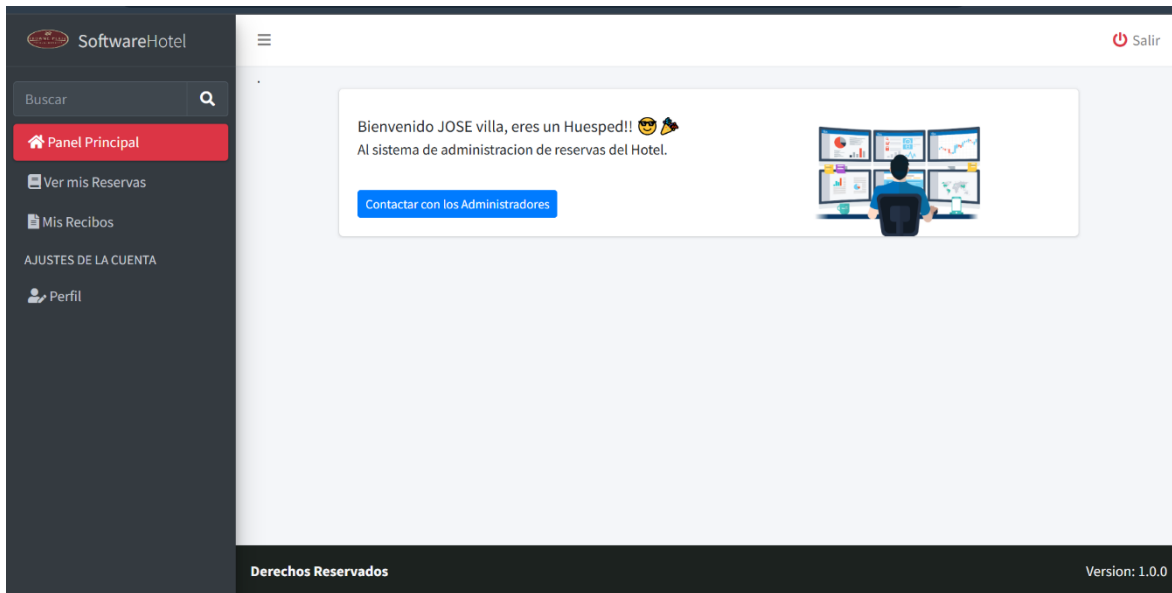 SoftwareHotel
Salir
Buscar
.
Panel Principal
Ver mis Reservas
Mis Recibos
AJUSTES DE LA CUENTA
Perfil
Bienvenido JOSE villa, eres un Huesped!! 😎 🎉
Al sistema de administracion de reservas del Hotel.
Contactar con los Administradores
Derechos Reservados
Version: 1.0.0